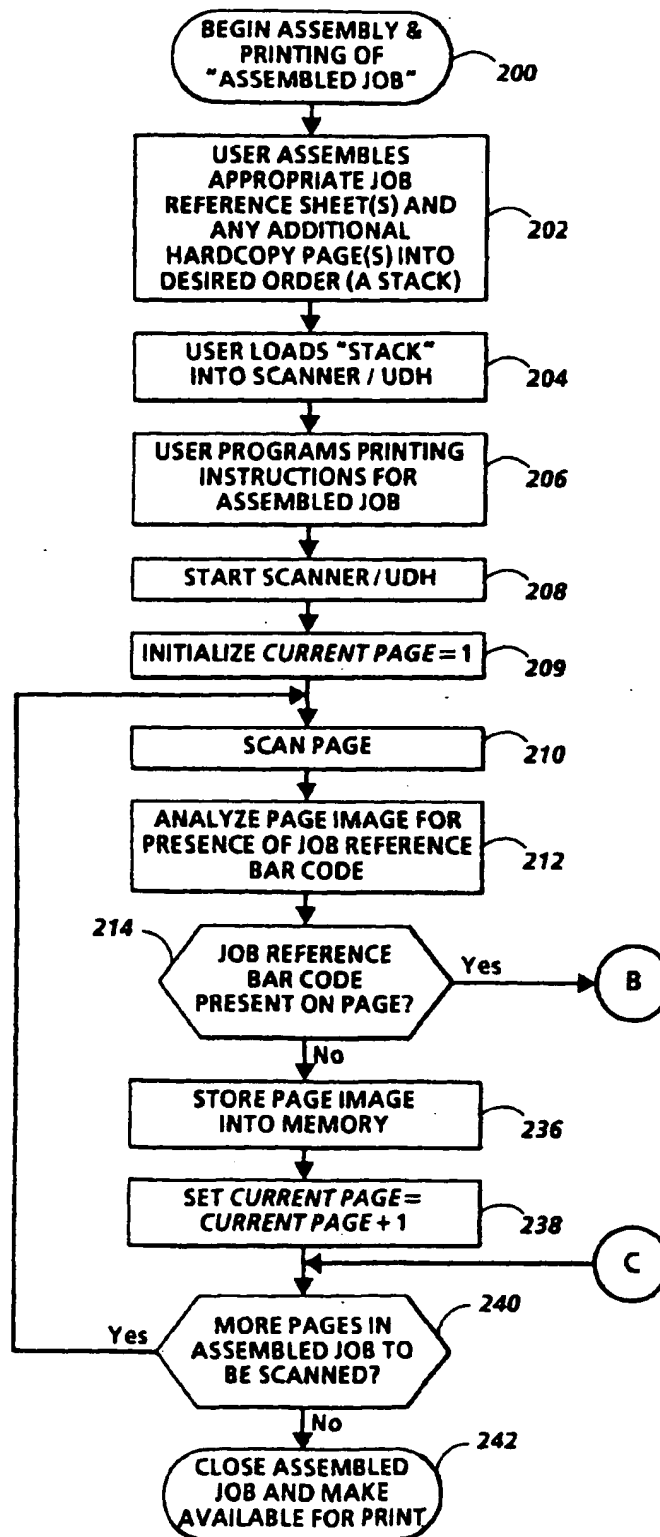 BEGIN ASSEMBLY &
PRINTING OF
"ASSEMBLED JOB"
200
USER ASSEMBLES
APPROPRIATE JOB
REFERENCE SHEET(S) AND
ANY ADDITIONAL
HARDCOPY PAGE(S) INTO
DESIRED ORDER (A STACK)
202
USER LOADS "STACK"
INTO SCANNER / UDH
204
USER PROGRAMS PRINTING
INSTRUCTIONS FOR
ASSEMBLED JOB
206
START SCANNER / UDH
208
INITIALIZE CURRENT PAGE = 1
209
SCAN PAGE
210
ANALYZE PAGE IMAGE FOR
PRESENCE OF JOB REFERENCE
BAR CODE
212
214
JOB REFERENCE
BAR CODE
PRESENT ON PAGE?
Yes
B
No
STORE PAGE IMAGE
INTO MEMORY
236
SET CURRENT PAGE =
CURRENT PAGE + 1
238
C
240
Yes
MORE PAGES IN
ASSEMBLED JOB TO
BE SCANNED?
No
242
CLOSE ASSEMBLED
JOB AND MAKE
AVAILABLE FOR PRINT